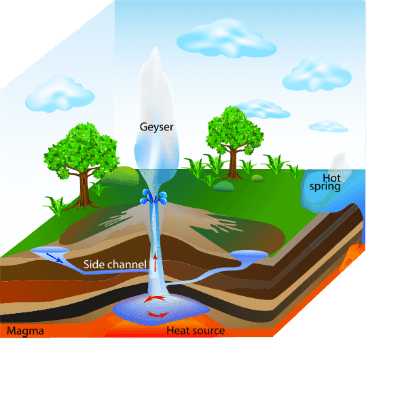 Geyser
Hot
spring
Side channel
Magma
Heat source